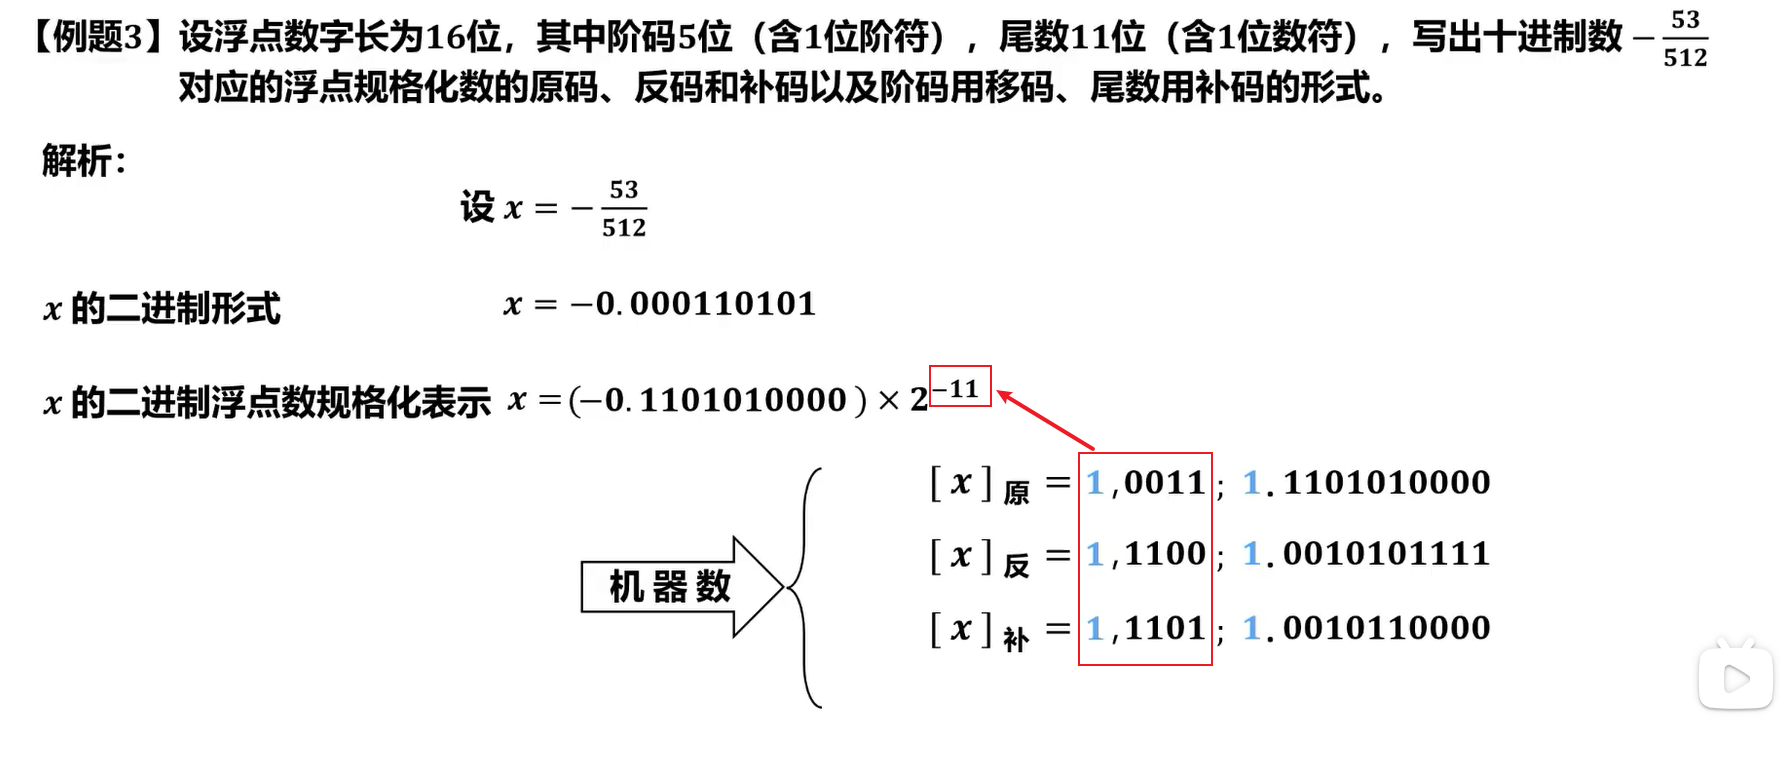 【例题3】设浮点数字长为16位，其中阶码5位（含1位阶符），尾数11位（含1位数符），写出十进制数 −53/512
对应的浮点规格化数的原码、反码和补码以及阶码用移码、尾数用补码的形式。
解析：
设 x = −53/512
x 的二进制形式 x = −0.000110101
x 的二进制浮点数规格化表示 x =(−0.1101010000) × 2^−11
[x]原 = 1,0011; 1.1101010000
[x]反 = 1,1100; 1.0010101111
机器数
[x]补 = 1,1101; 1.0010110000